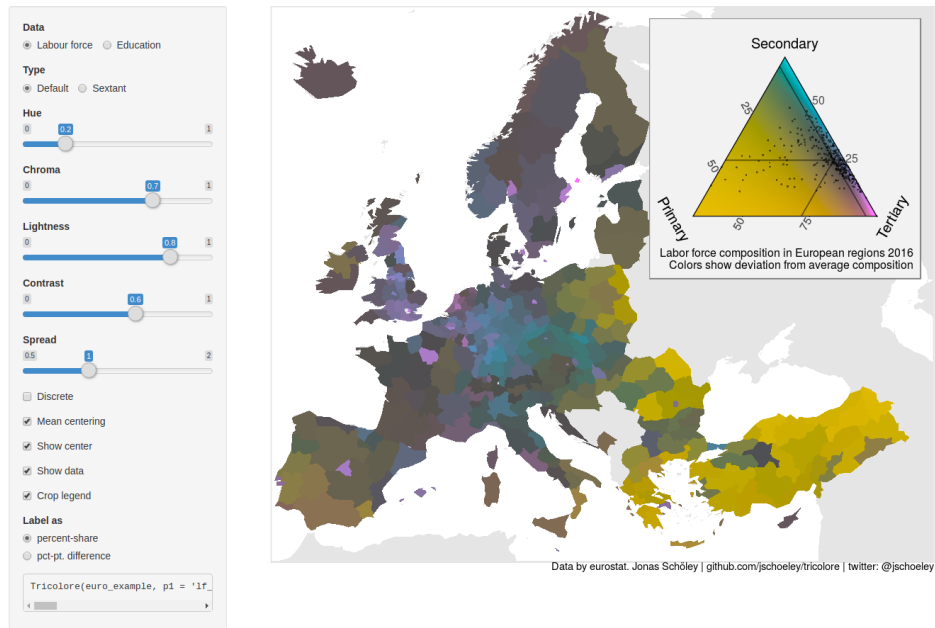 Data
Labour force Education
Type
Default Sextant
Hue
0 0.2 1
Chroma
0 0.7 1
Lightness
0 0.8 1
Contrast
0 0.6 1
Spread
0.5 1 2
Discrete
Mean centering
Show center
Show data
Crop legend
Label as
percent-share
pct-pt. difference
Tricolore(euro_example, p1 = 'lf_
Secondary
25 50
50 25
Primary 50 75 Tertiary
Labor force composition in European regions 2016
Colors show deviation from average composition
Data by eurostat. Jonas Schöley | github.com/jschoeley/tricolore | twitter: @jschoeley